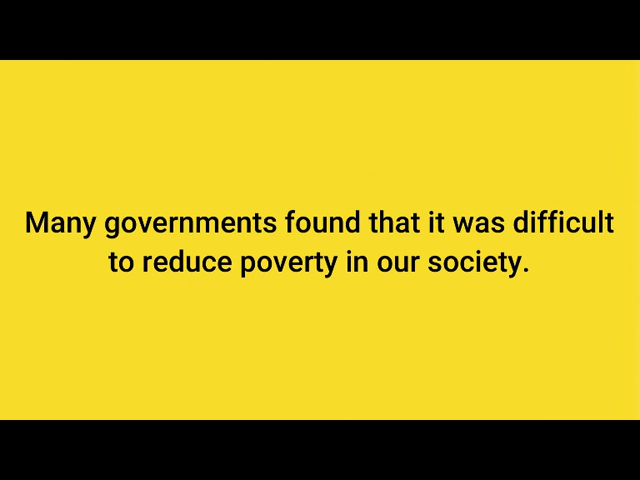 Many governments found that it was difficult
to reduce poverty in our society.